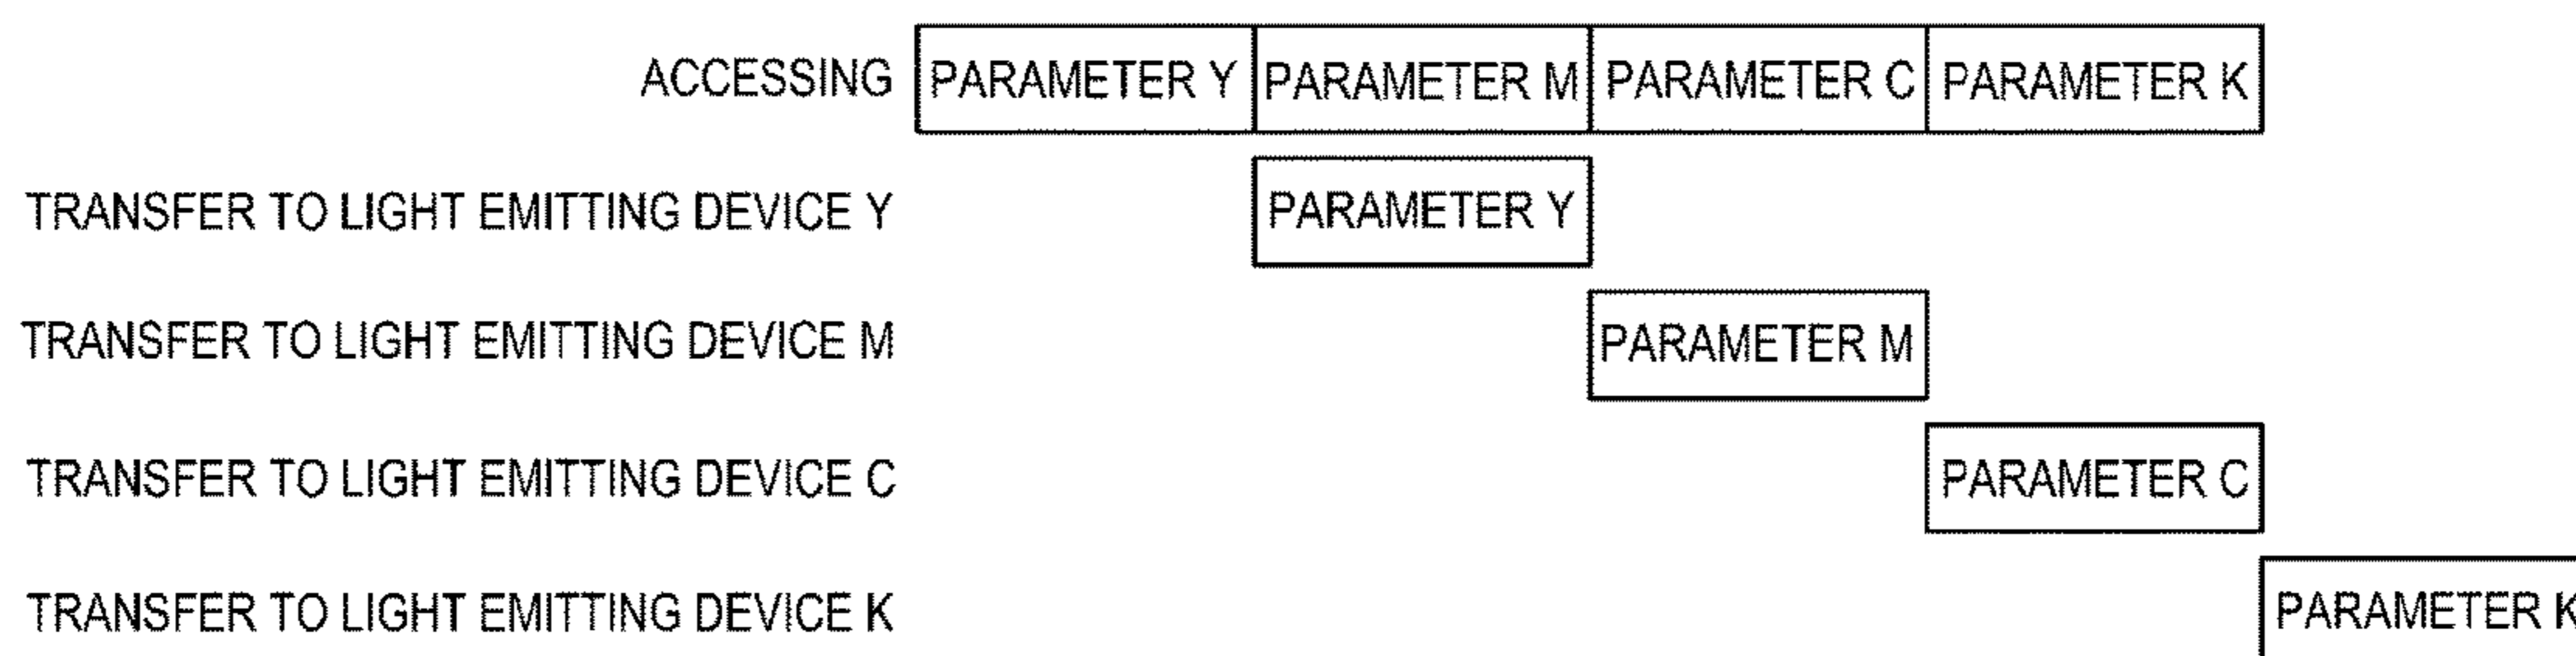 ACCESSING PARAMETER Y PARAMETER M PARAMETER C PARAMETER K
TRANSFER TO LIGHT EMITTING DEVICE Y PARAMETER Y
TRANSFER TO LIGHT EMITTING DEVICE M PARAMETER M
TRANSFER TO LIGHT EMITTING DEVICE C PARAMETER C
TRANSFER TO LIGHT EMITTING DEVICE K PARAMETER K